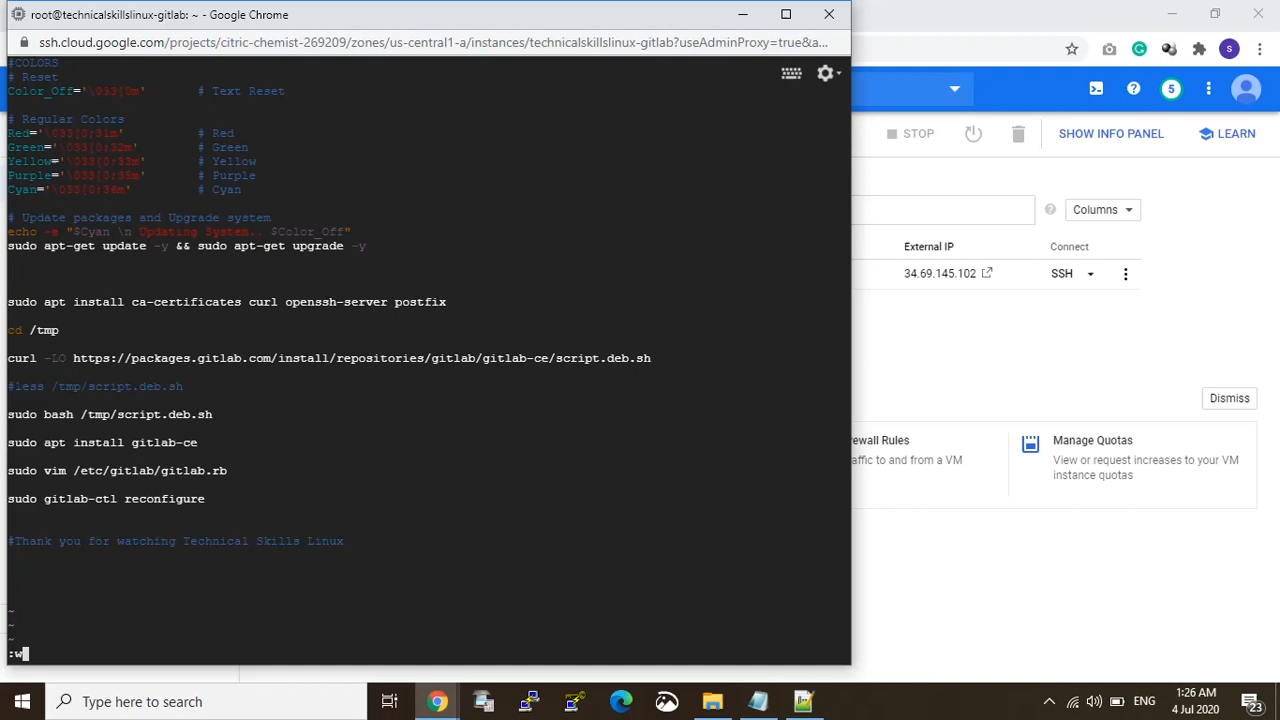 root@technicalskillslinux-gitlab: ~ - Google Chrome
ssh.cloud.google.com/projects/citric-chemist-269209/zones/us-central1-a/instances/technicalskillslinux-gitlab?useAdminProxy=true&a...
S
#COLORS
# Reset
Color_Off='\033[0m' # Text Reset
5
# Regular Colors
Red='\033[0;31m' # Red
STOP
SHOW INFO PANEL
LEARN
Green='\033[0;32m' # Green
Yellow='\033[0;33m' # Yellow
Purple='\033[0;35m' # Purple
Cyan='\033[0;36m' # Cyan
Columns
# Update packages and Upgrade system
echo -e "$Cyan \n Updating System.. $Color_Off"
sudo apt-get update -y && sudo apt-get upgrade -y
External IP Connect
34.69.145.102 SSH
sudo apt install ca-certificates curl openssh-server postfix
cd /tmp
curl -LO https://packages.gitlab.com/install/repositories/gitlab/gitlab-ce/script.deb.sh
#less /tmp/script.deb.sh
Dismiss
sudo bash /tmp/script.deb.sh
sudo apt install gitlab-ce
sudo vim /etc/gitlab/gitlab.rb
sudo gitlab-ctl reconfigure
ewall Rules
affic to and from a VM
Manage Quotas
View or request increases to your VM
instance quotas
#Thank you for watching Technical Skills Linux
~
~
~
:w
Type here to search
ENG
1:26 AM
4 Jul 2020
23